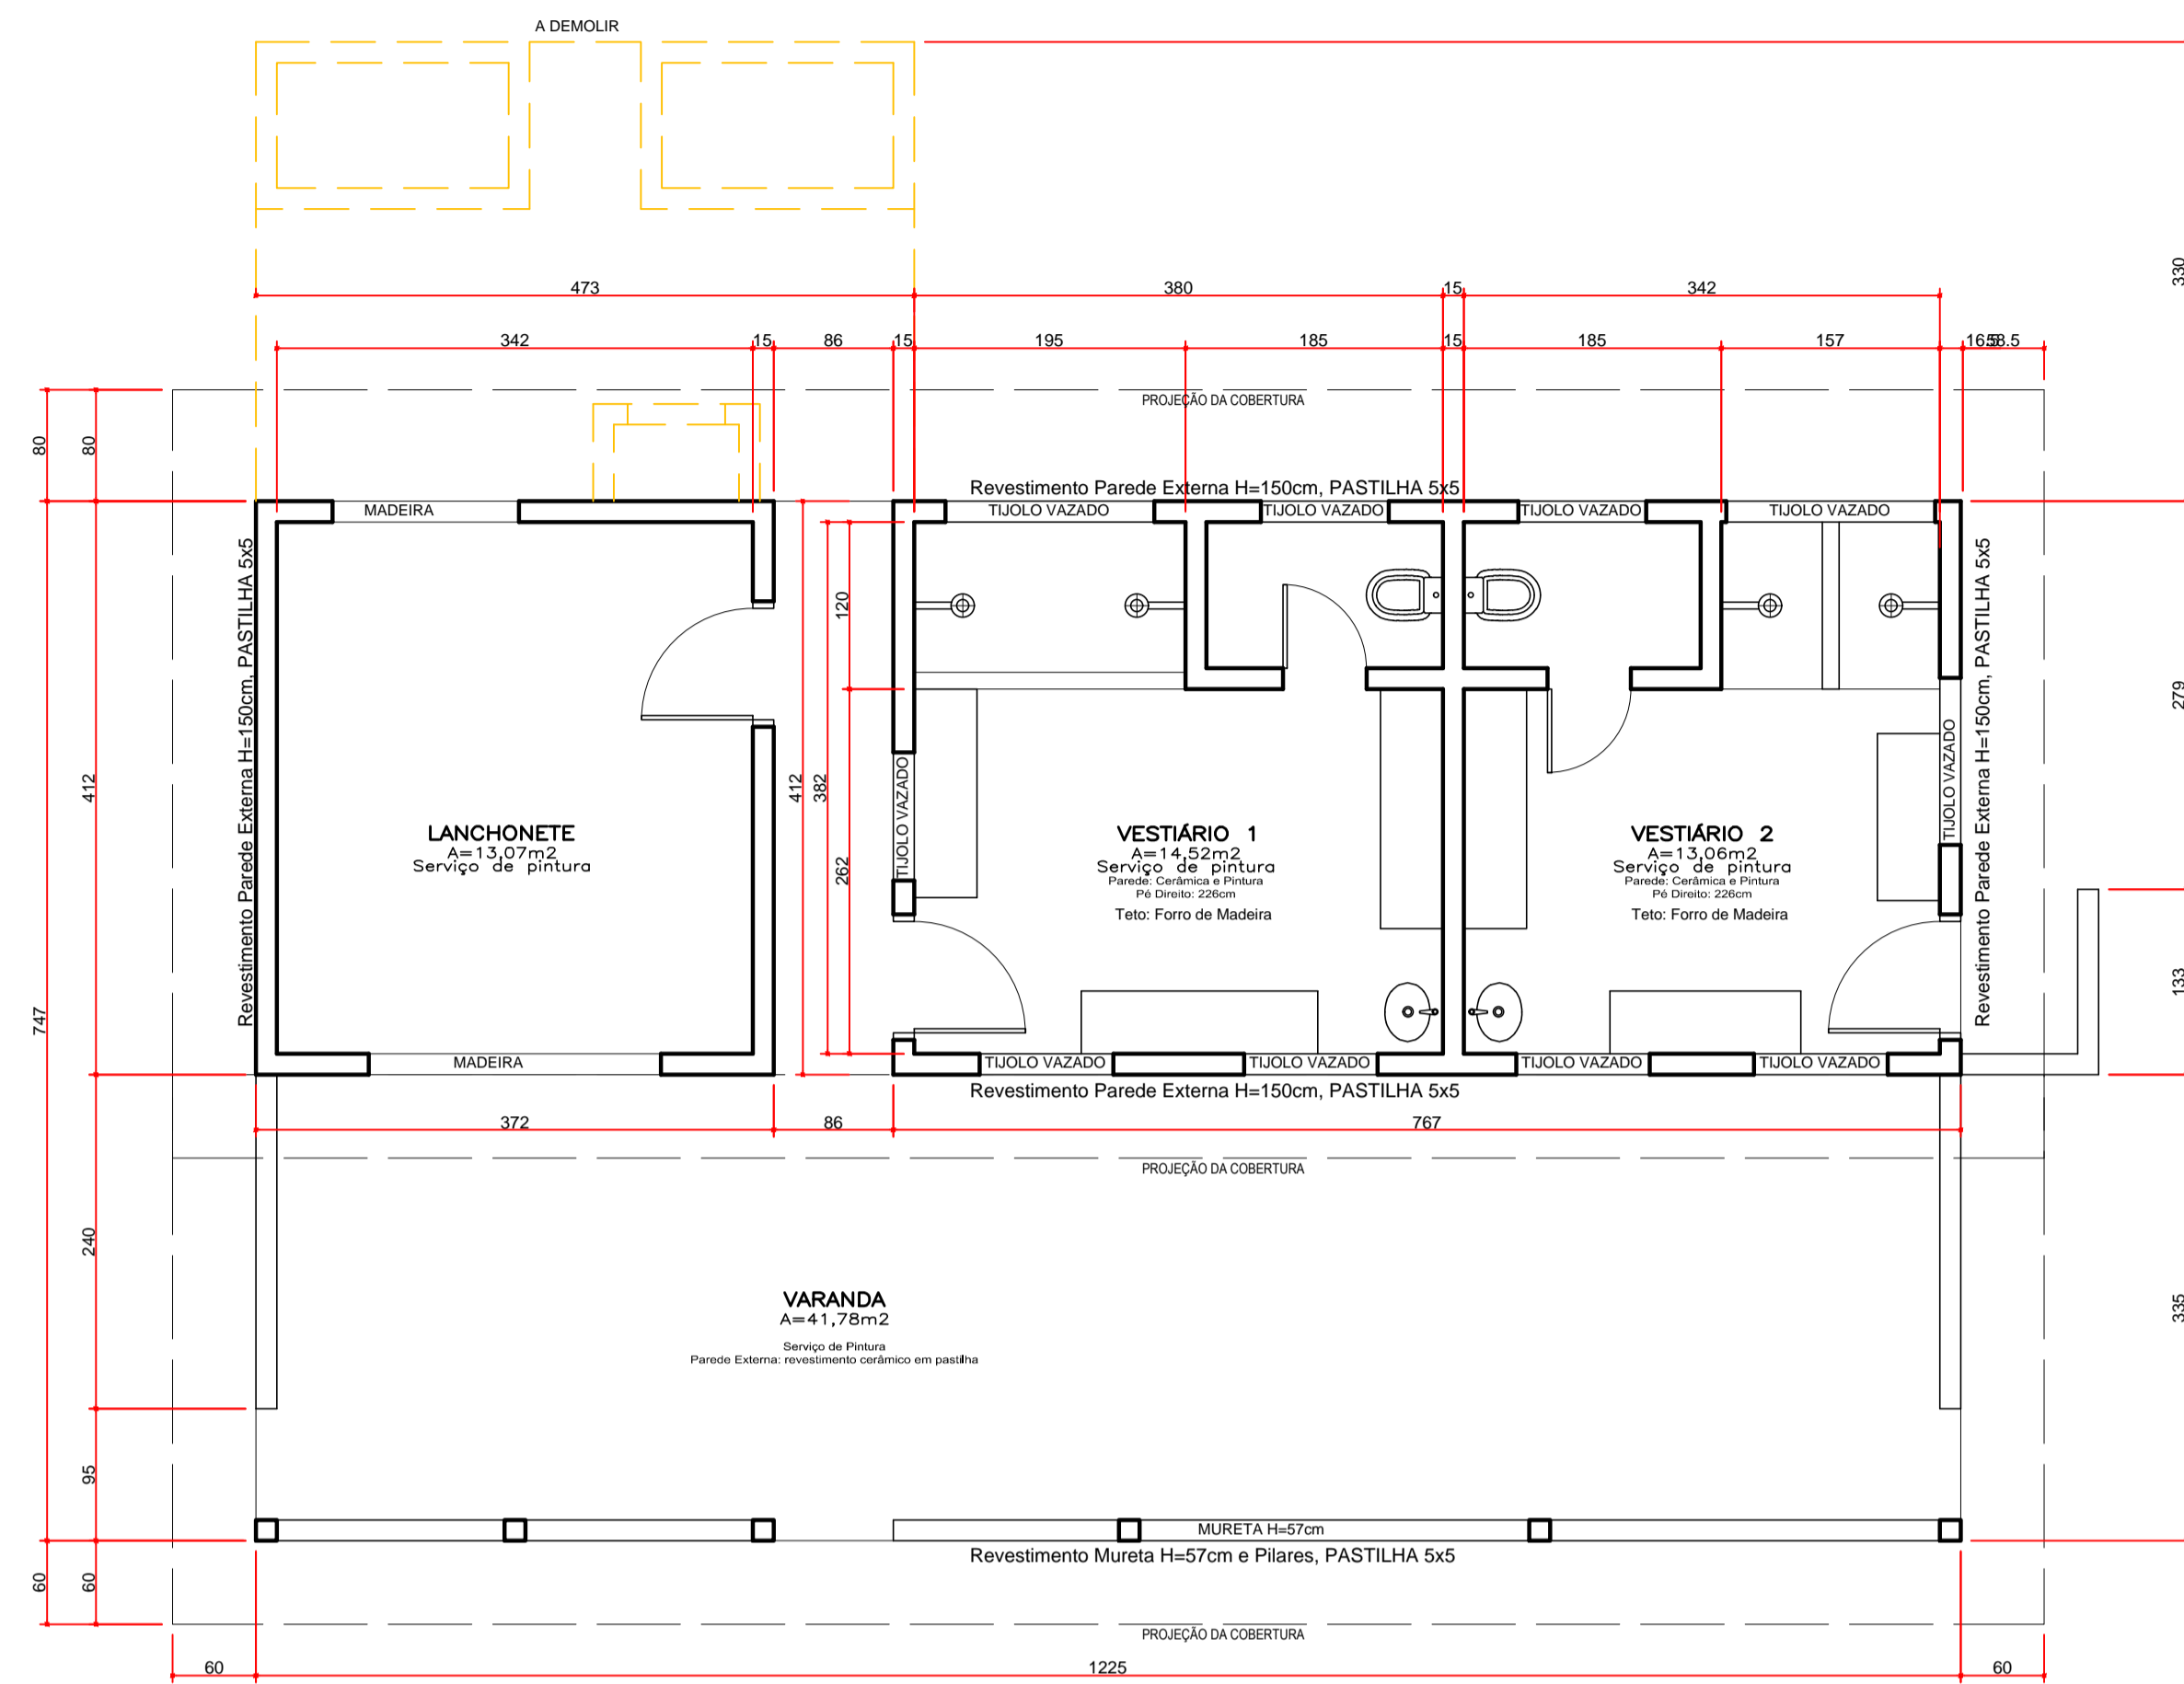 A DEMOLIR
330
473
380
15
342
342
15
86
15
195
185
15
185
157
16.5
58.5
PROJEÇÃO DA COBERTURA
80
80
Revestimento Parede Externa H=150cm, PASTILHA 5x5
MADEIRA
TIJOLO VAZADO
TIJOLO VAZADO
TIJOLO VAZADO
TIJOLO VAZADO
Revestimento Parede Externa H=150cm, PASTILHA 5x5
Revestimento Parede Externa H=150cm, PASTILHA 5x5
120
279
412
412
382
TIJOLO VAZADO
TIJOLO VAZADO
LANCHONETE
A=13,07m2
Serviço de pintura
262
VESTIÁRIO 1
A=14,52m2
Serviço de pintura
Parede: Cerâmica e Pintura
Pé Direito: 226cm
Teto: Forro de Madeira
VESTIÁRIO 2
A=13,06m2
Serviço de pintura
Parede: Cerâmica e Pintura
Pé Direito: 226cm
Teto: Forro de Madeira
133
747
MADEIRA
TIJOLO VAZADO
TIJOLO VAZADO
TIJOLO VAZADO
TIJOLO VAZADO
Revestimento Parede Externa H=150cm, PASTILHA 5x5
372
86
767
PROJEÇÃO DA COBERTURA
240
335
VARANDA
A=41,78m2
Serviço de Pintura
Parede Externa: revestimento cerâmico em pastilha
95
MURETA H=57cm
Revestimento Mureta H=57cm e Pilares, PASTILHA 5x5
60
60
PROJEÇÃO DA COBERTURA
60
1225
60